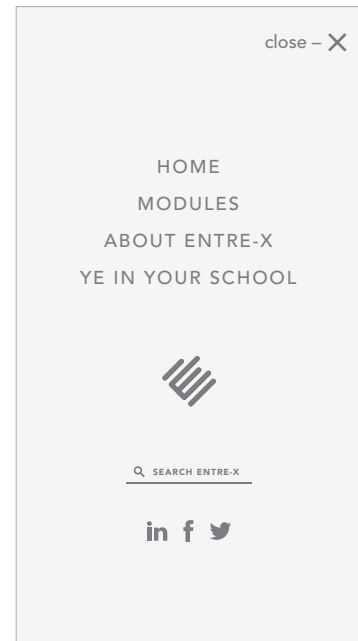 close – ×
HOME
MODULES
ABOUT ENTRE-X
YE IN YOUR SCHOOL
SEARCH ENTRE-X
in f